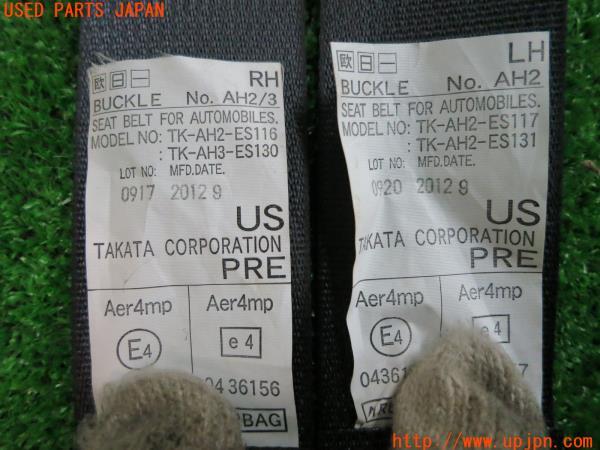 USED PARTS JAPAN
欧 日 一 RH
BUCKLE No. AH2/3
SEAT BELT FOR AUTOMOBILES.
MODEL NO: TK-AH2-ES116
: TK-AH3-ES130
LOT NO: MFD.DATE.
0917 2012 9
US
TAKATA CORPORATION
PRE
Aer4mp Aer4mp
E4 e4
04 36156
BAG
欧 日 一 LH
BUCKLE No. AH2
SEAT BELT FOR AUTOMOBILES.
MODEL NO: TK-AH2-ES117
: TK-AH2-ES131
LOT NO: MFD.DATE.
0920 2012 9
US
TAKATA CORPORATION
PRE
Aer4mp Aer4mp
E4 e4
04361 7
http://www.upjpn.com/